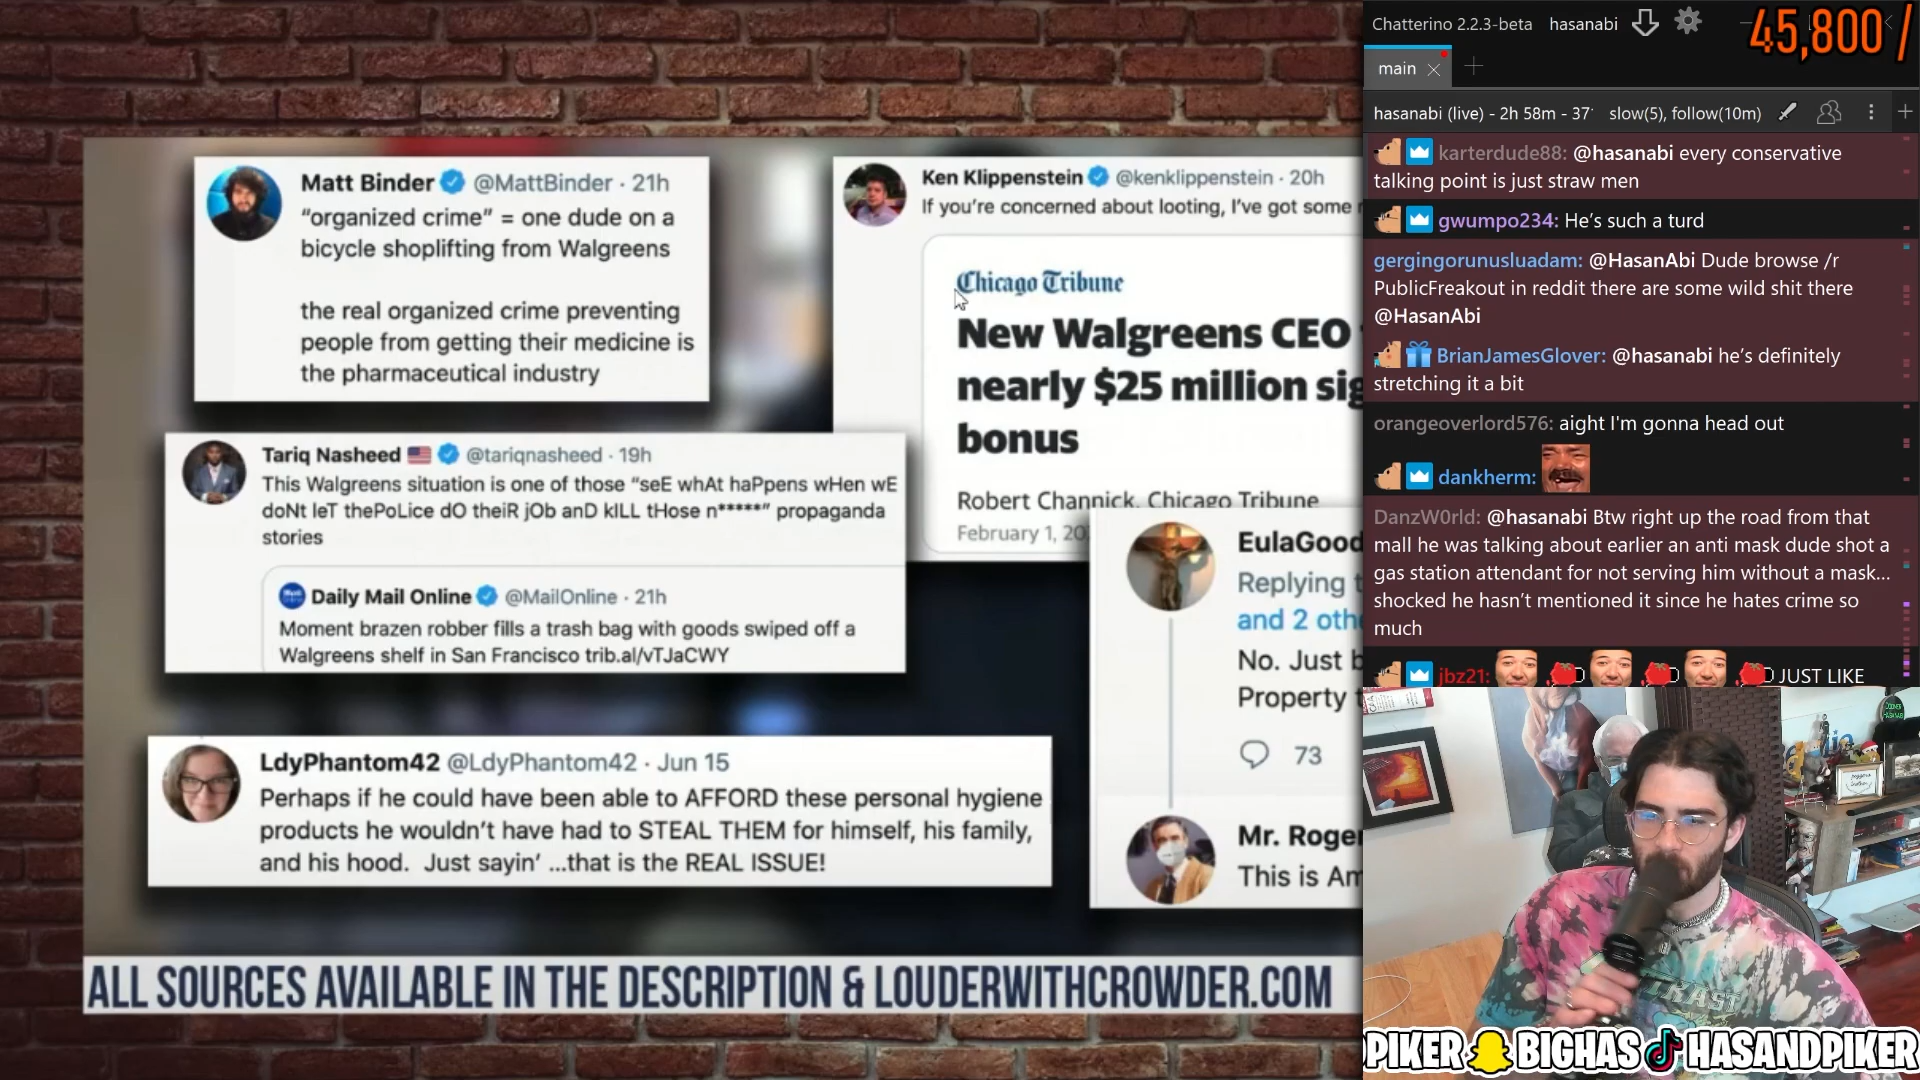 Matt Binder @MattBinder · 21h
“organized crime” = one dude on a
bicycle shoplifting from Walgreens
the real organized crime preventing
people from getting their medicine is
the pharmaceutical industry
Ken Klippenstein @kenklippenstein · 20h
If you’re concerned about looting, I’ve got some
Chicago Tribune
New Walgreens CEO
nearly $25 million
bonus
Robert Channick, Chicago Tribune
February 1, 20
Tariq Nasheed @tariqnasheed · 19h
This Walgreens situation is one of those “seE whAt haPpens wHen wE
doNt leT thePoLice dO theiR jOb anD kILL tHose n*****” propaganda
stories
Daily Mail Online @MailOnline · 21h
Moment brazen robber fills a trash bag with goods swiped off a
Walgreens shelf in San Francisco trib.al/vTJaCWY
EulaGood
Replying
and 2
No. Just
Property
73
Mr. Roger
This is
LdyPhantom42 @LdyPhantom42 · Jun 15
Perhaps if he could have been able to AFFORD these personal hygiene
products he wouldn’t have had to STEAL THEM for himself, his family,
and his hood. Just sayin’ ...that is the REAL ISSUE!
ALL SOURCES AVAILABLE IN THE DESCRIPTION & LOUDERWITHCROWDER.COM
Chatterino 2.2.3-beta hasanabi
45,800 /
main
hasanabi (live) - 2h 58m - 37 slow(5), follow(10m)
karterdude88: @hasanabi every conservative
talking point is just straw men
gwumpo234: He’s such a turd
gergingorunusluadam: @HasanAbi Dude browse /r
PublicFreakout in reddit there are some wild shit there
@HasanAbi
BrianJamesGlover: @hasanabi he’s definitely
stretching it a bit
orangeoverlord576: aight I'm gonna head out
dankherm:
DanzW0rld: @hasanabi Btw right up the road from that
mall he was talking about earlier an anti mask dude shot a
gas station attendant for not serving him without a mask...
shocked he hasn’t mentioned it since he hates crime so
much
jbz21: JUST LIKE
PIKER BIGHAS HASANDPIKER